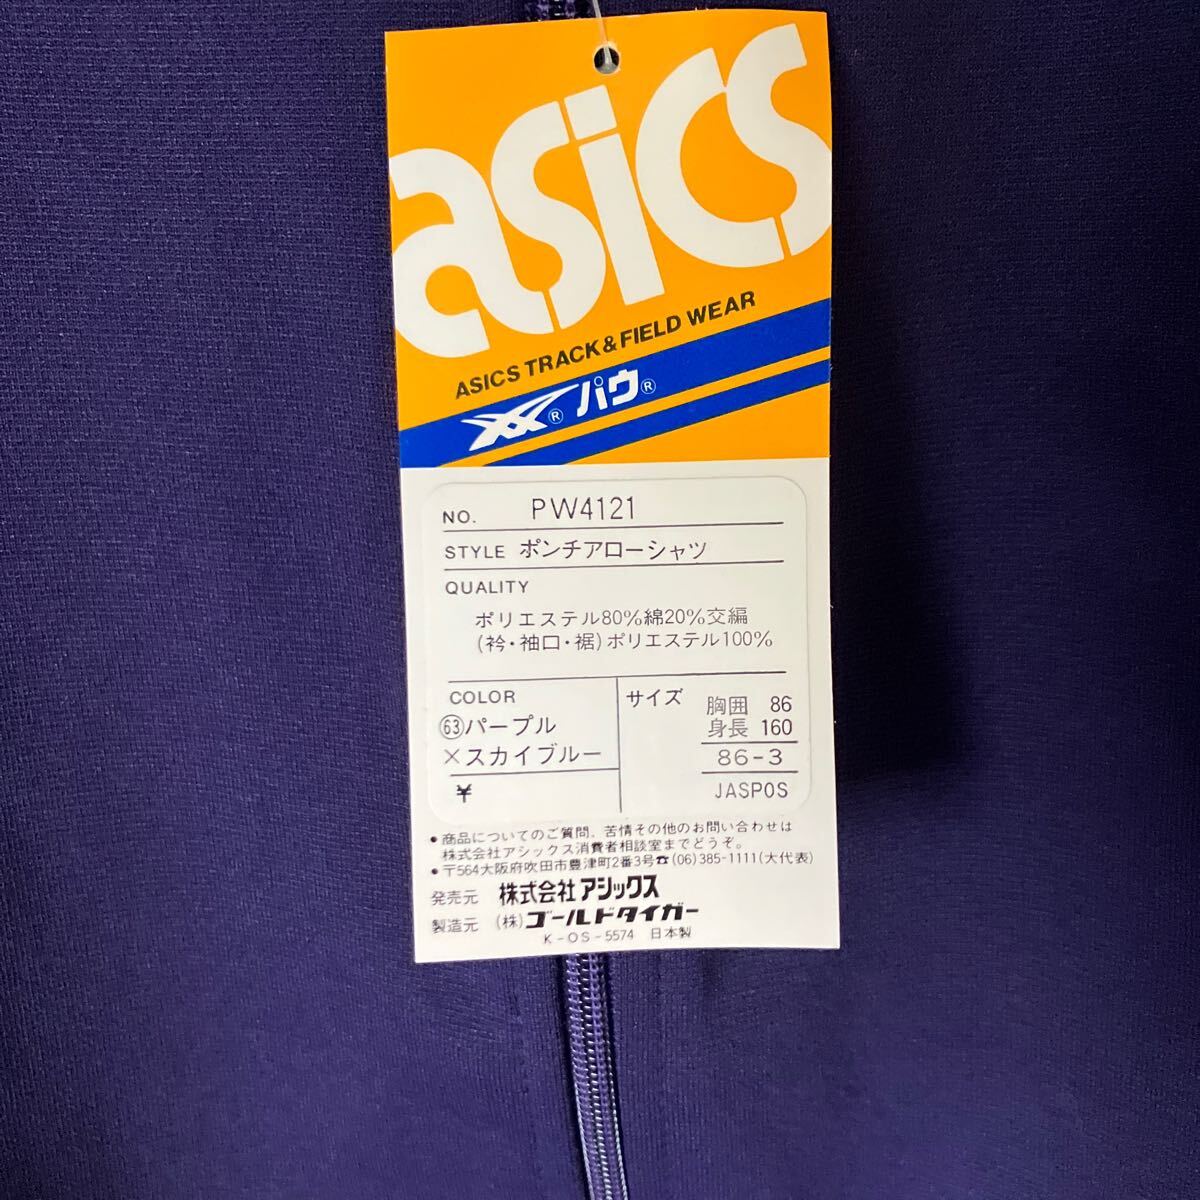 asics
ASICS TRACK & FIELD WEAR
® パウ®
NO. PW4121
STYLE ポンチアローシャツ
QUALITY
ポリエステル80%綿20%交編
(衿・袖口・裾)ポリエステル100%
COLOR
㊿パープル
×スカイブルー
¥
サイズ
胸囲 86
身長 160
86-3
JASPOS
●商品についてのご質問、苦情その他のお問い合わせは
株式会社アシックス消費者相談室までどうぞ。
●〒564大阪府吹田市豊津町2番3号☎(06)385-1111(大代表)
発売元 株式会社アシックス
製造元 (株)ゴールドタイガー
K-OS-5574 日本製